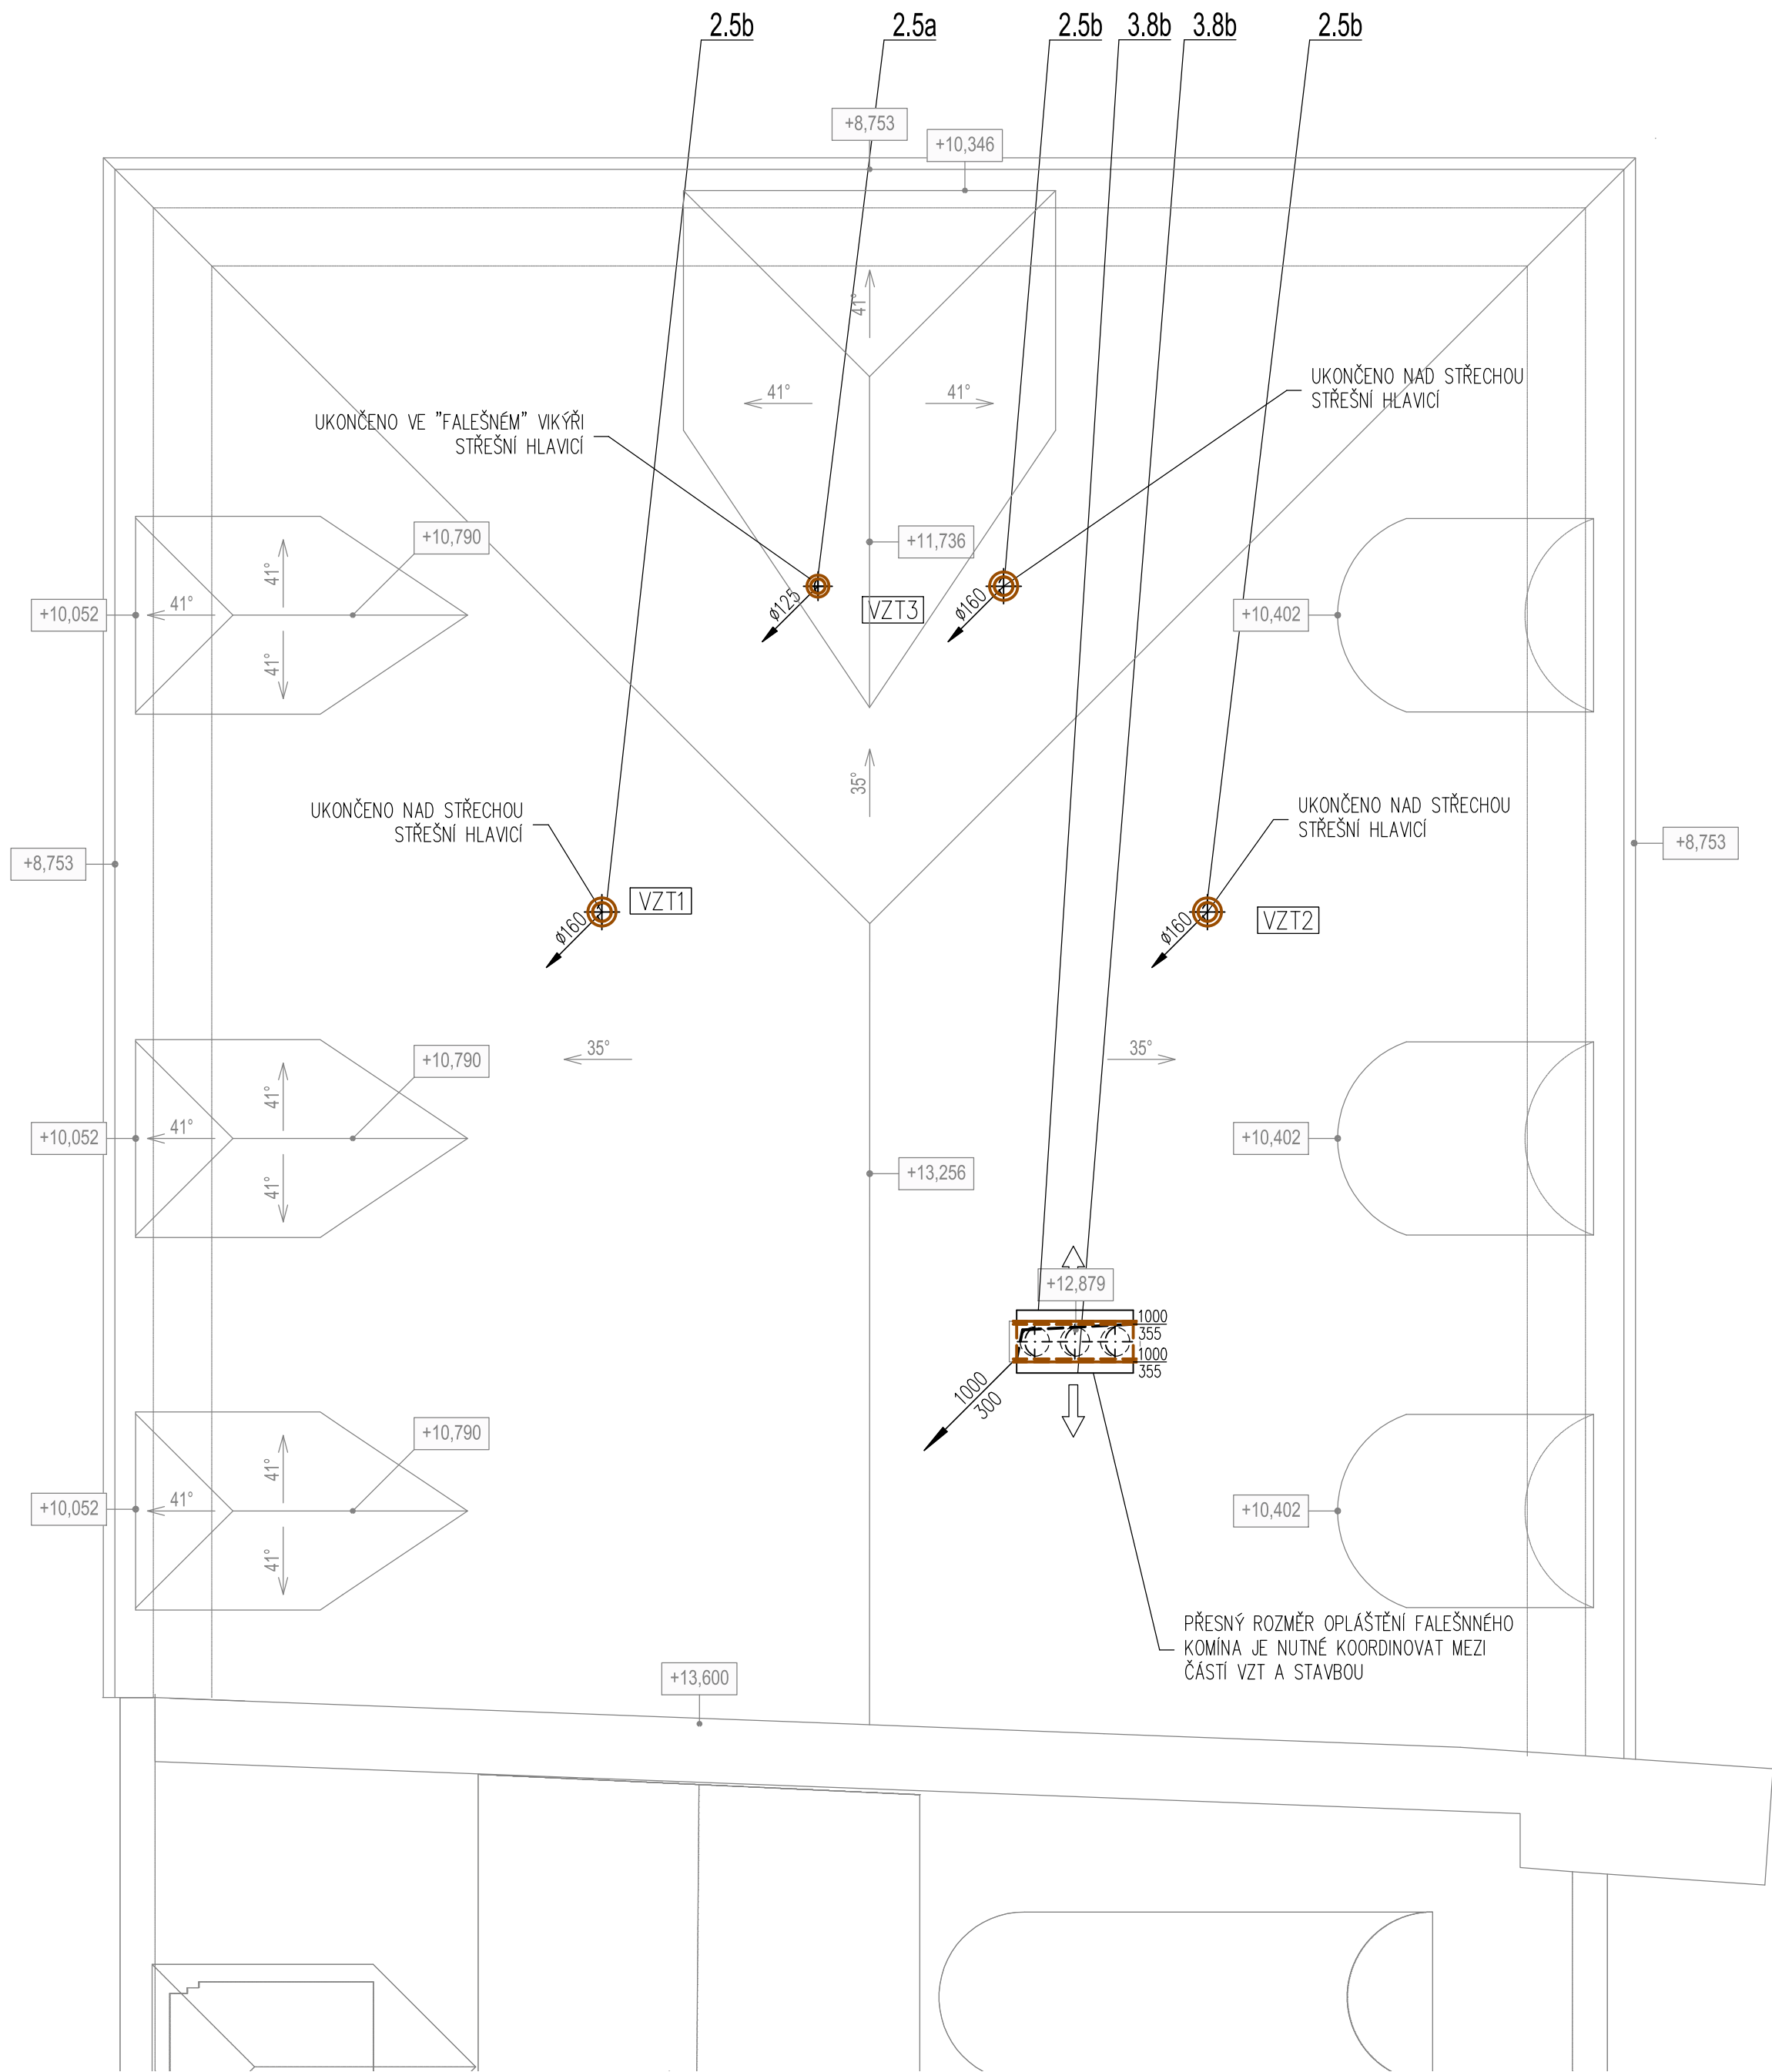 2.5b
2.5a
2.5b
3.8b
3.8b
2.5b
+8,753
+10,346
41°
41°
41°
UKONČENO VE "FALEŠNÉM" VIKÝŘI
STŘEŠNÍ HLAVICÍ
UKONČENO NAD STŘECHOU
STŘEŠNÍ HLAVICÍ
+10,790
+11,736
41°
41°
41°
+10,052
ø125
VZT3
ø160
+10,402
35°
UKONČENO NAD STŘECHOU
STŘEŠNÍ HLAVICÍ
UKONČENO NAD STŘECHOU
STŘEŠNÍ HLAVICÍ
+8,753
+8,753
VZT1
ø160
VZT2
ø160
35°
35°
+10,790
41°
41°
41°
+10,052
+10,402
+13,256
+12,879
1000
355
1000
355
1000
300
+10,790
41°
41°
41°
+10,052
+10,402
PŘESNÝ ROZMĚR OPLÁŠTĚNÍ FALEŠNNÉHO
KOMÍNA JE NUTNÉ KOORDINOVAT MEZI
ČÁSTÍ VZT A STAVBOU
+13,600